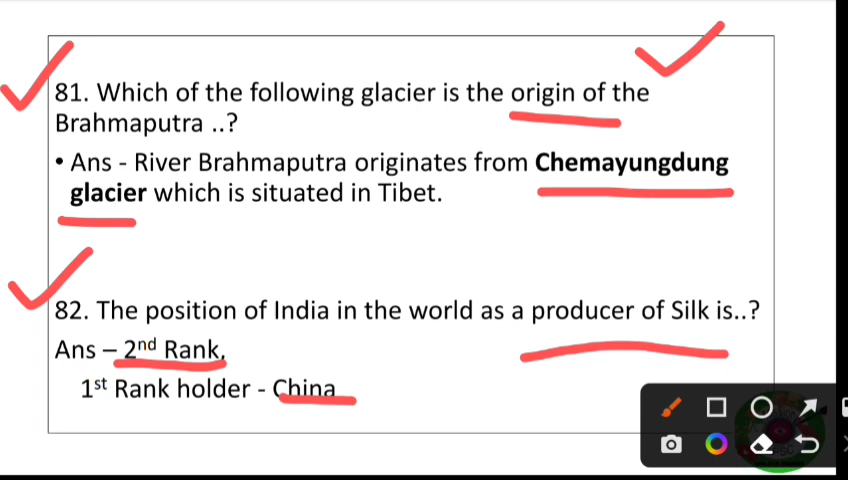 81. Which of the following glacier is the origin of the
Brahmaputra ..?
• Ans - River Brahmaputra originates from Chemayungdung
glacier which is situated in Tibet.
82. The position of India in the world as a producer of Silk is..?
Ans – 2nd Rank,
1st Rank holder - China